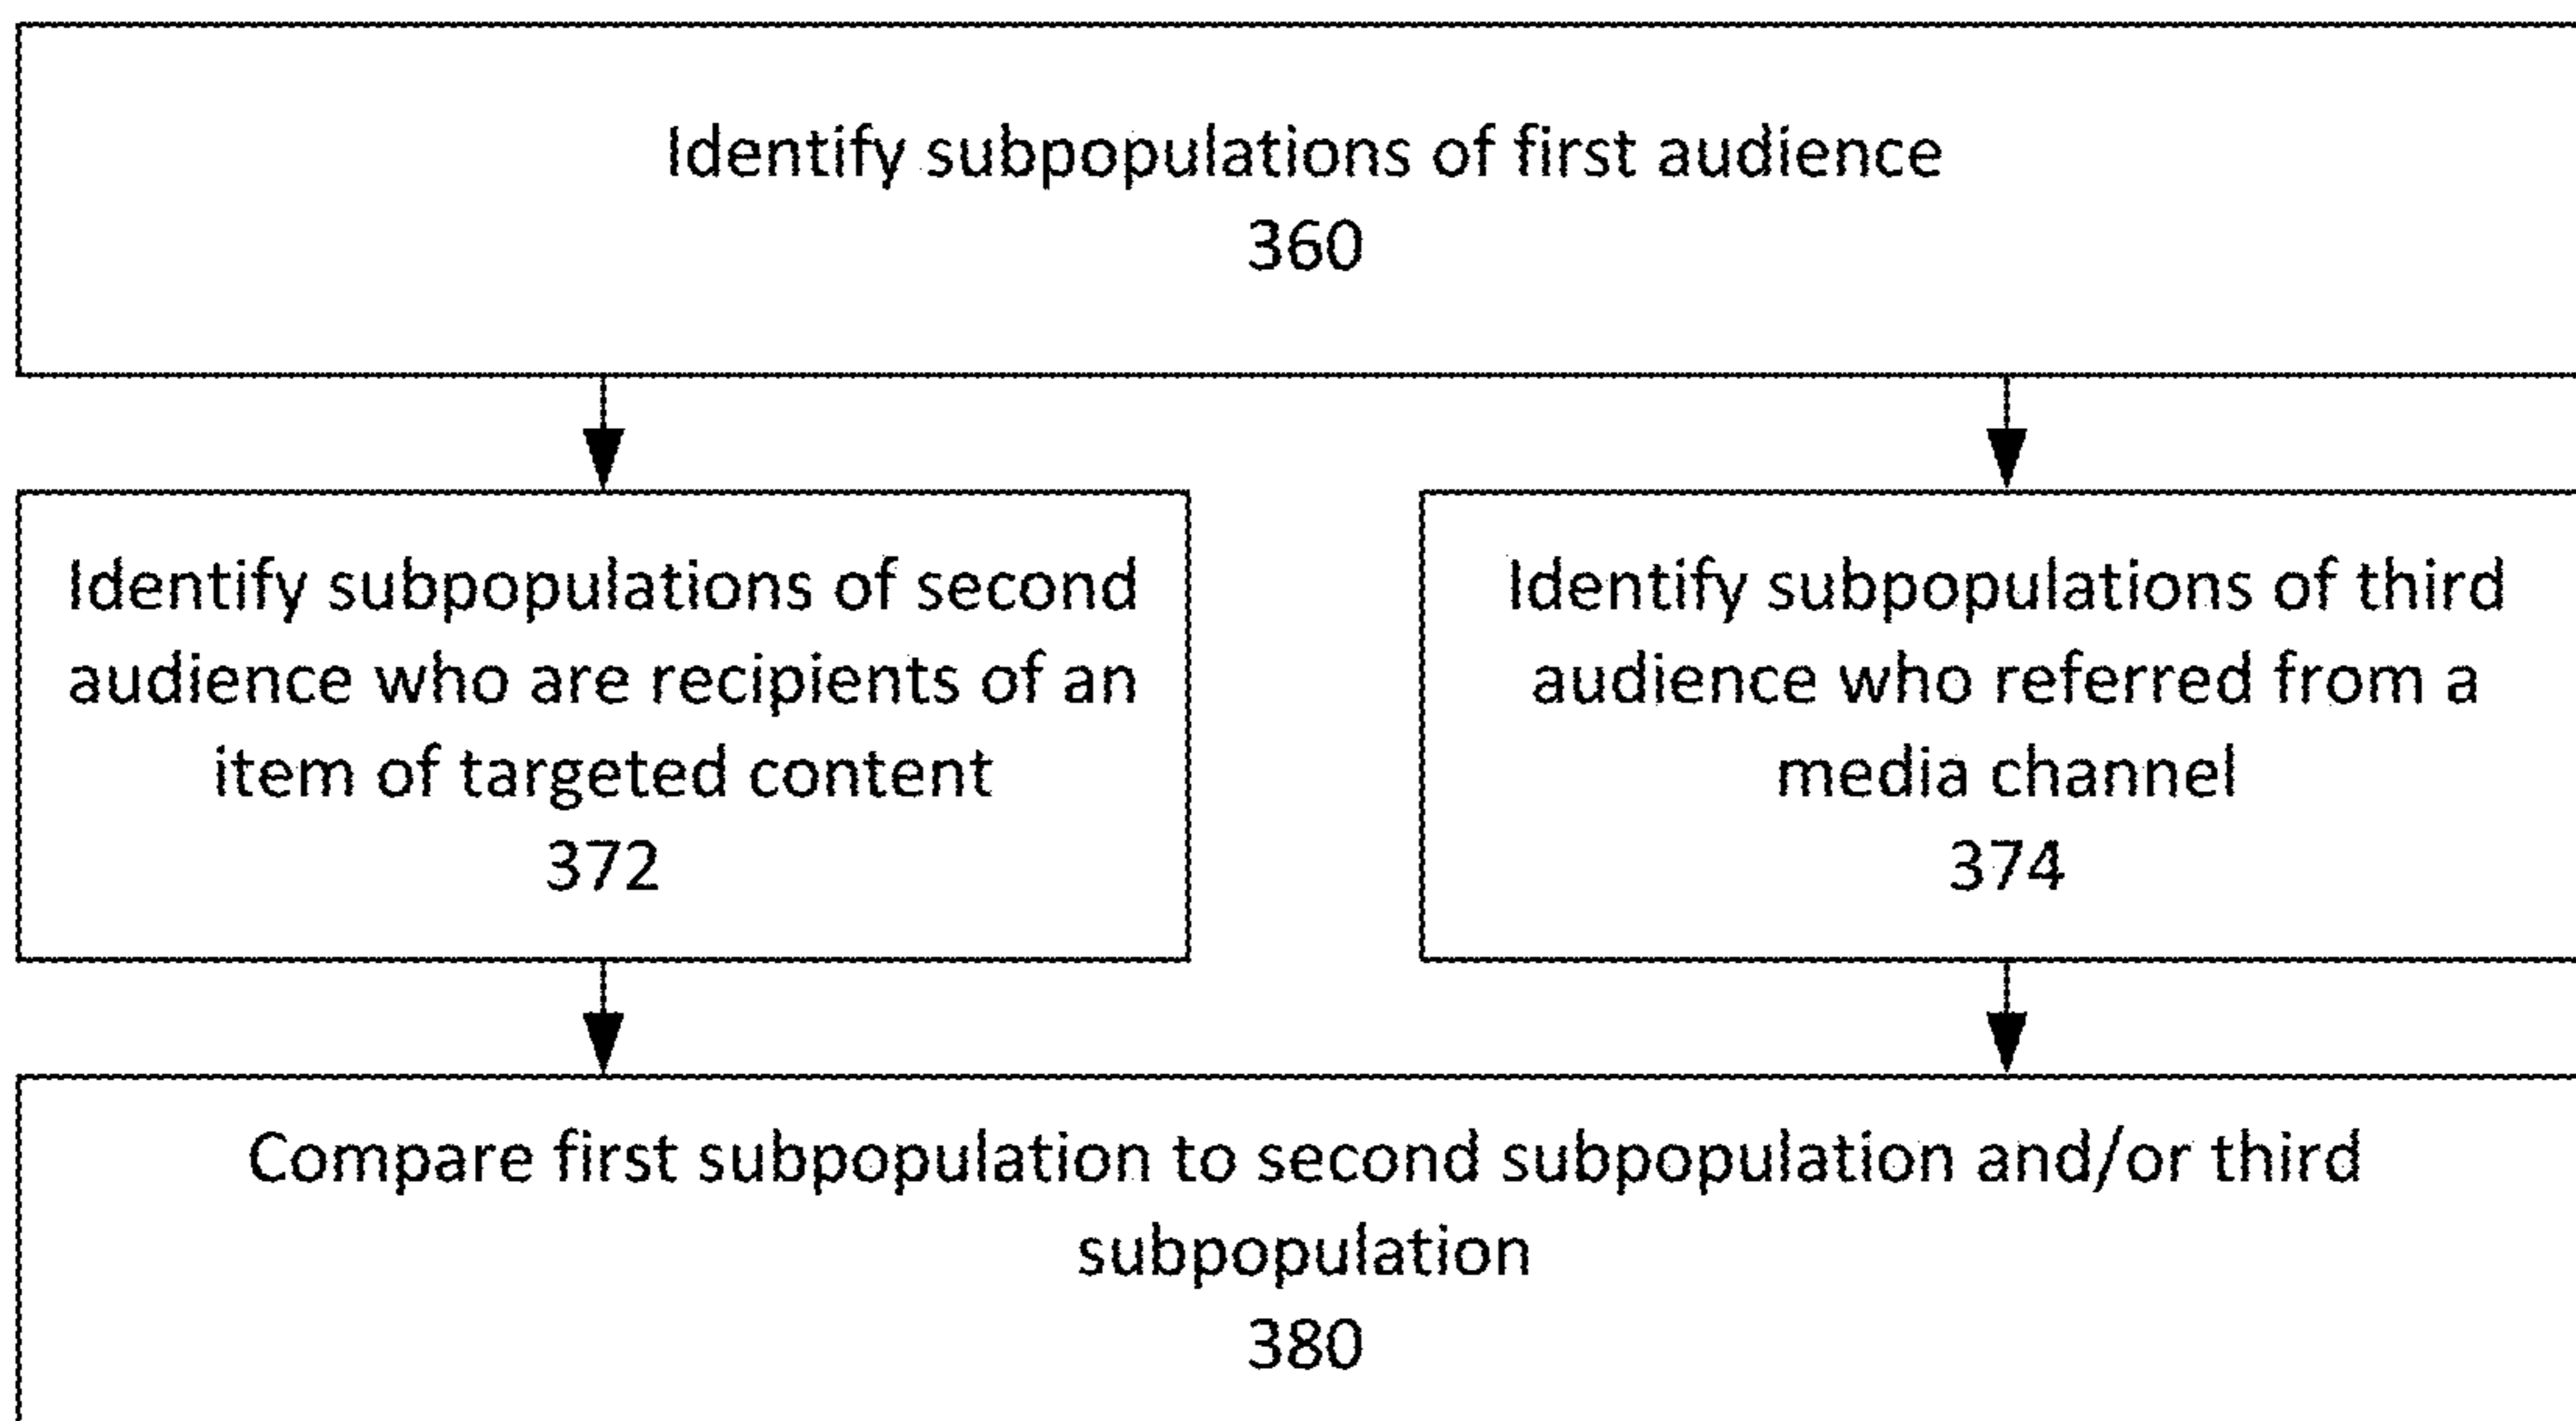 Identify subpopulations of first audience
360
Identify subpopulations of second
audience who are recipients of an
item of targeted content
372
Identify subpopulations of third
audience who referred from a
media channel
374
Compare first subpopulation to second subpopulation and/or third
subpopulation
380